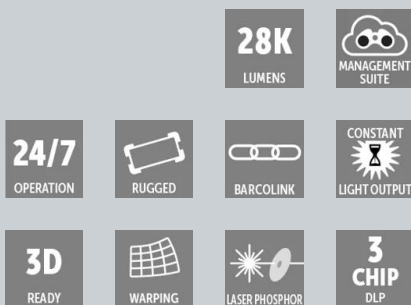 28K
LUMENS
MANAGEMENT
SUITE
24/7
OPERATION
RUGGED
BARCOLINK
CONSTANT
LIGHT OUTPUT
3D
READY
WARPING
LASER PHOSPHOR
3
CHIP
DLP